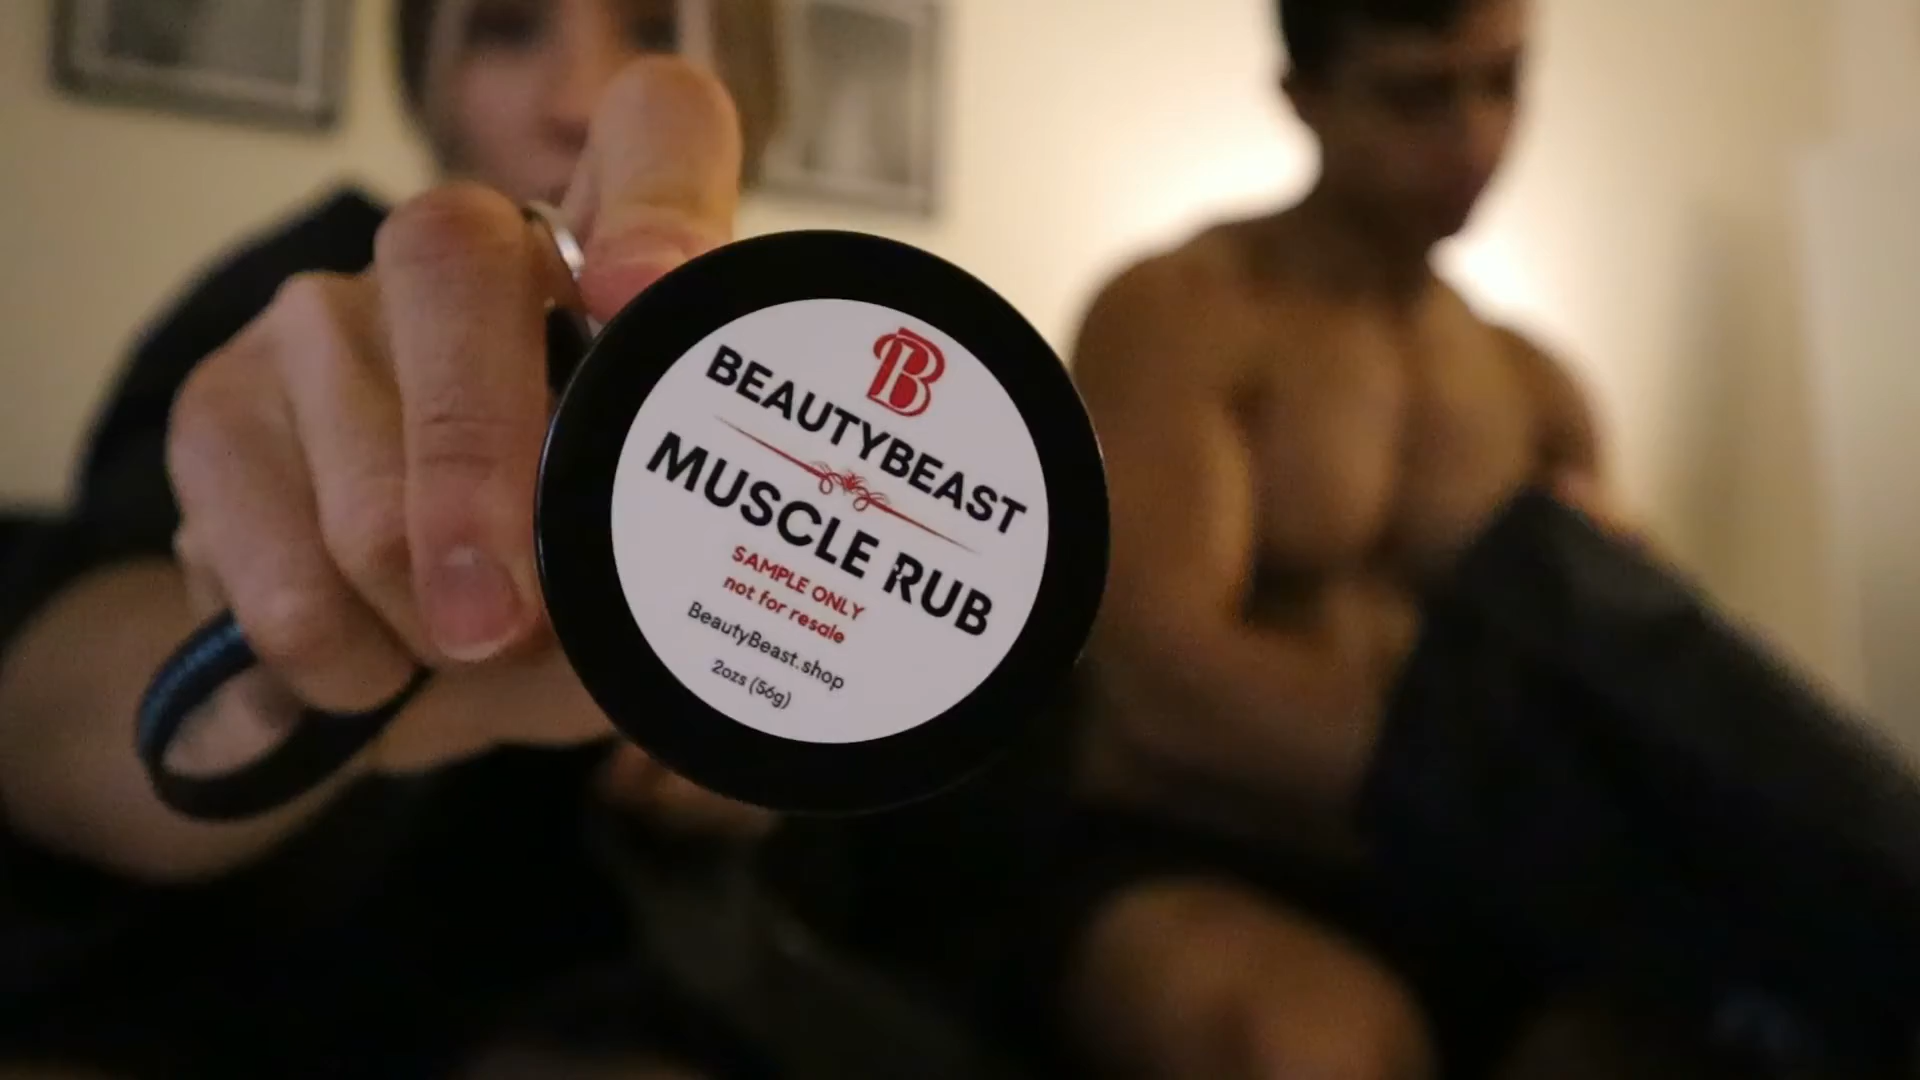 B
BEAUTYBEAST
MUSCLE RUB
SAMPLE ONLY
not for resale
BeautyBeast.shop
2ozs (56g)